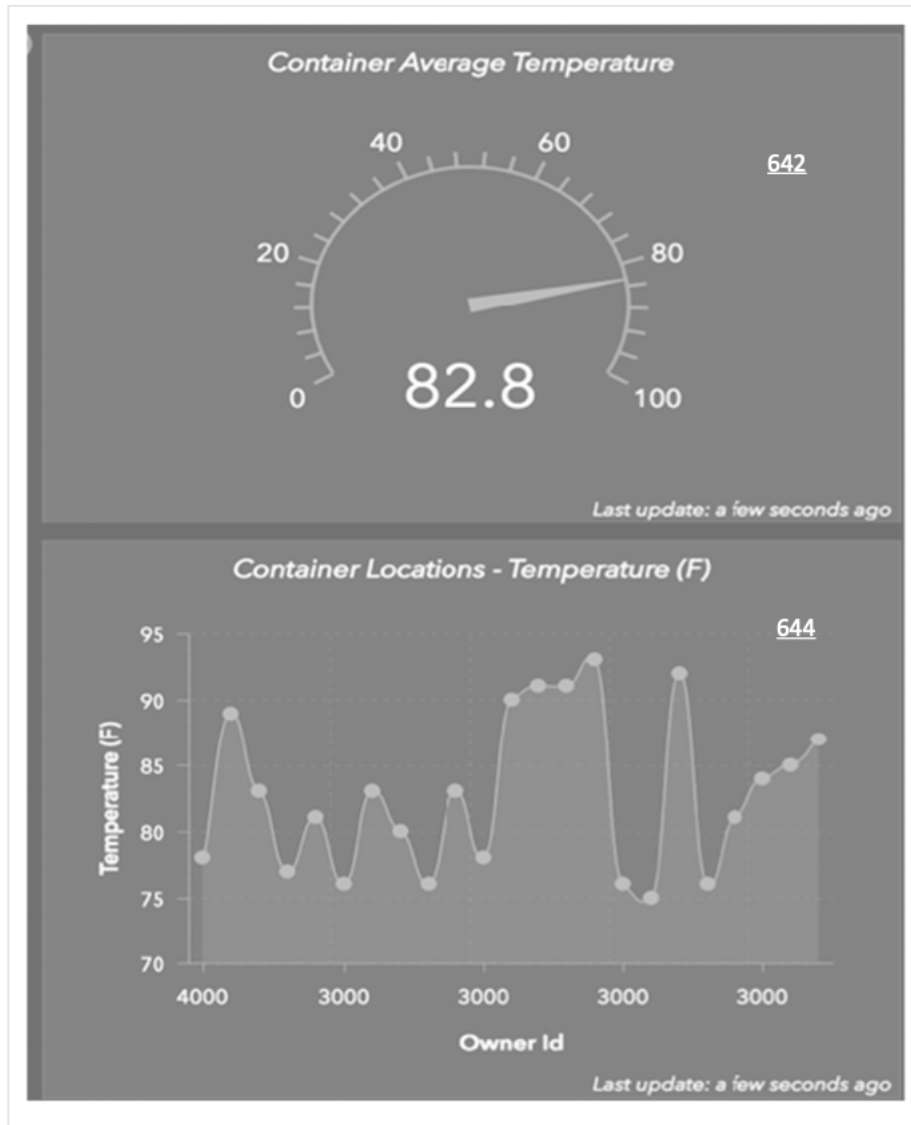 Container Average Temperature
40 60
642
20 80
82.8
0 100
Last update: a few seconds ago
Container Locations - Temperature (F)
644
95
90
85
80
75
70
Temperature (F)
4000 3000 3000 3000 3000
Owner Id
Last update: a few seconds ago